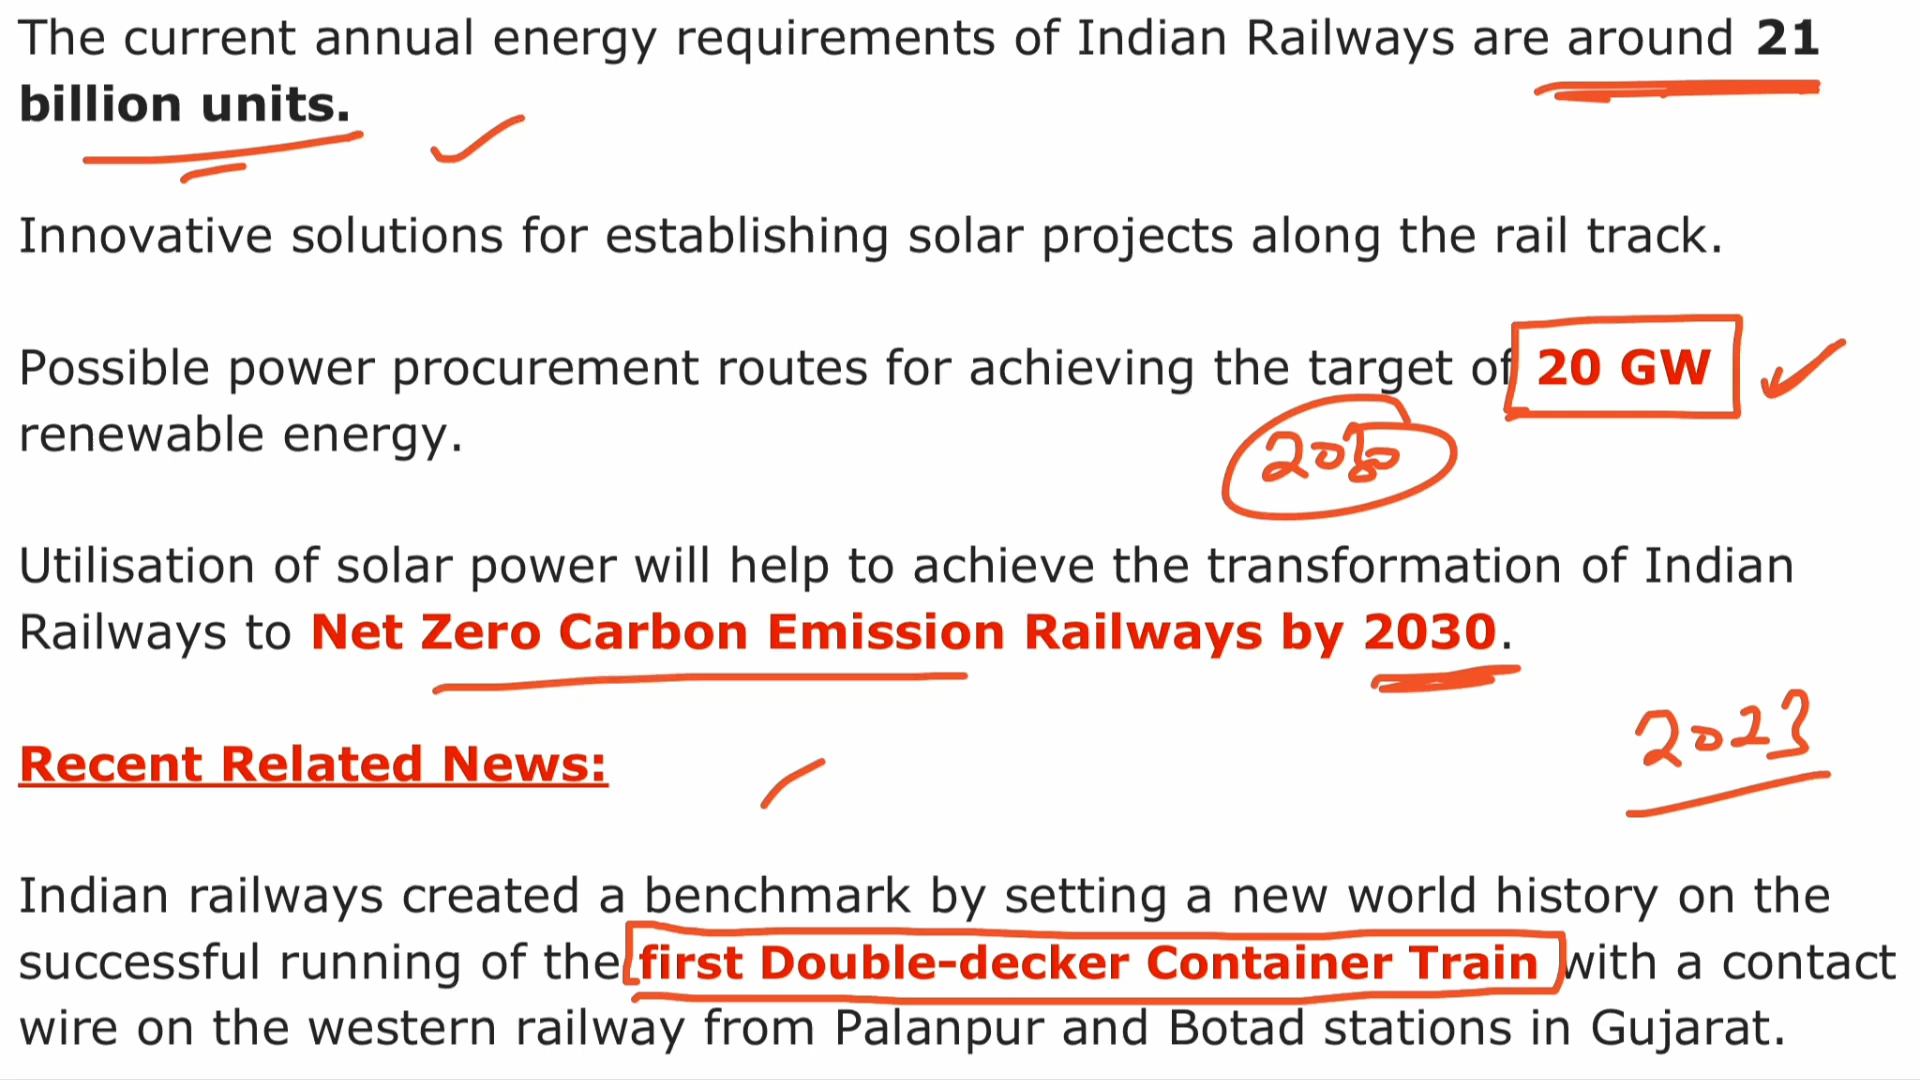 The current annual energy requirements of Indian Railways are around 21
billion units.
Innovative solutions for establishing solar projects along the rail track.
Possible power procurement routes for achieving the target of 20 GW
renewable energy.
Utilisation of solar power will help to achieve the transformation of Indian
Railways to Net Zero Carbon Emission Railways by 2030.
2023
Recent Related News:
Indian railways created a benchmark by setting a new world history on the
successful running of the first Double-decker Container Train with a contact
wire on the western railway from Palanpur and Botad stations in Gujarat.